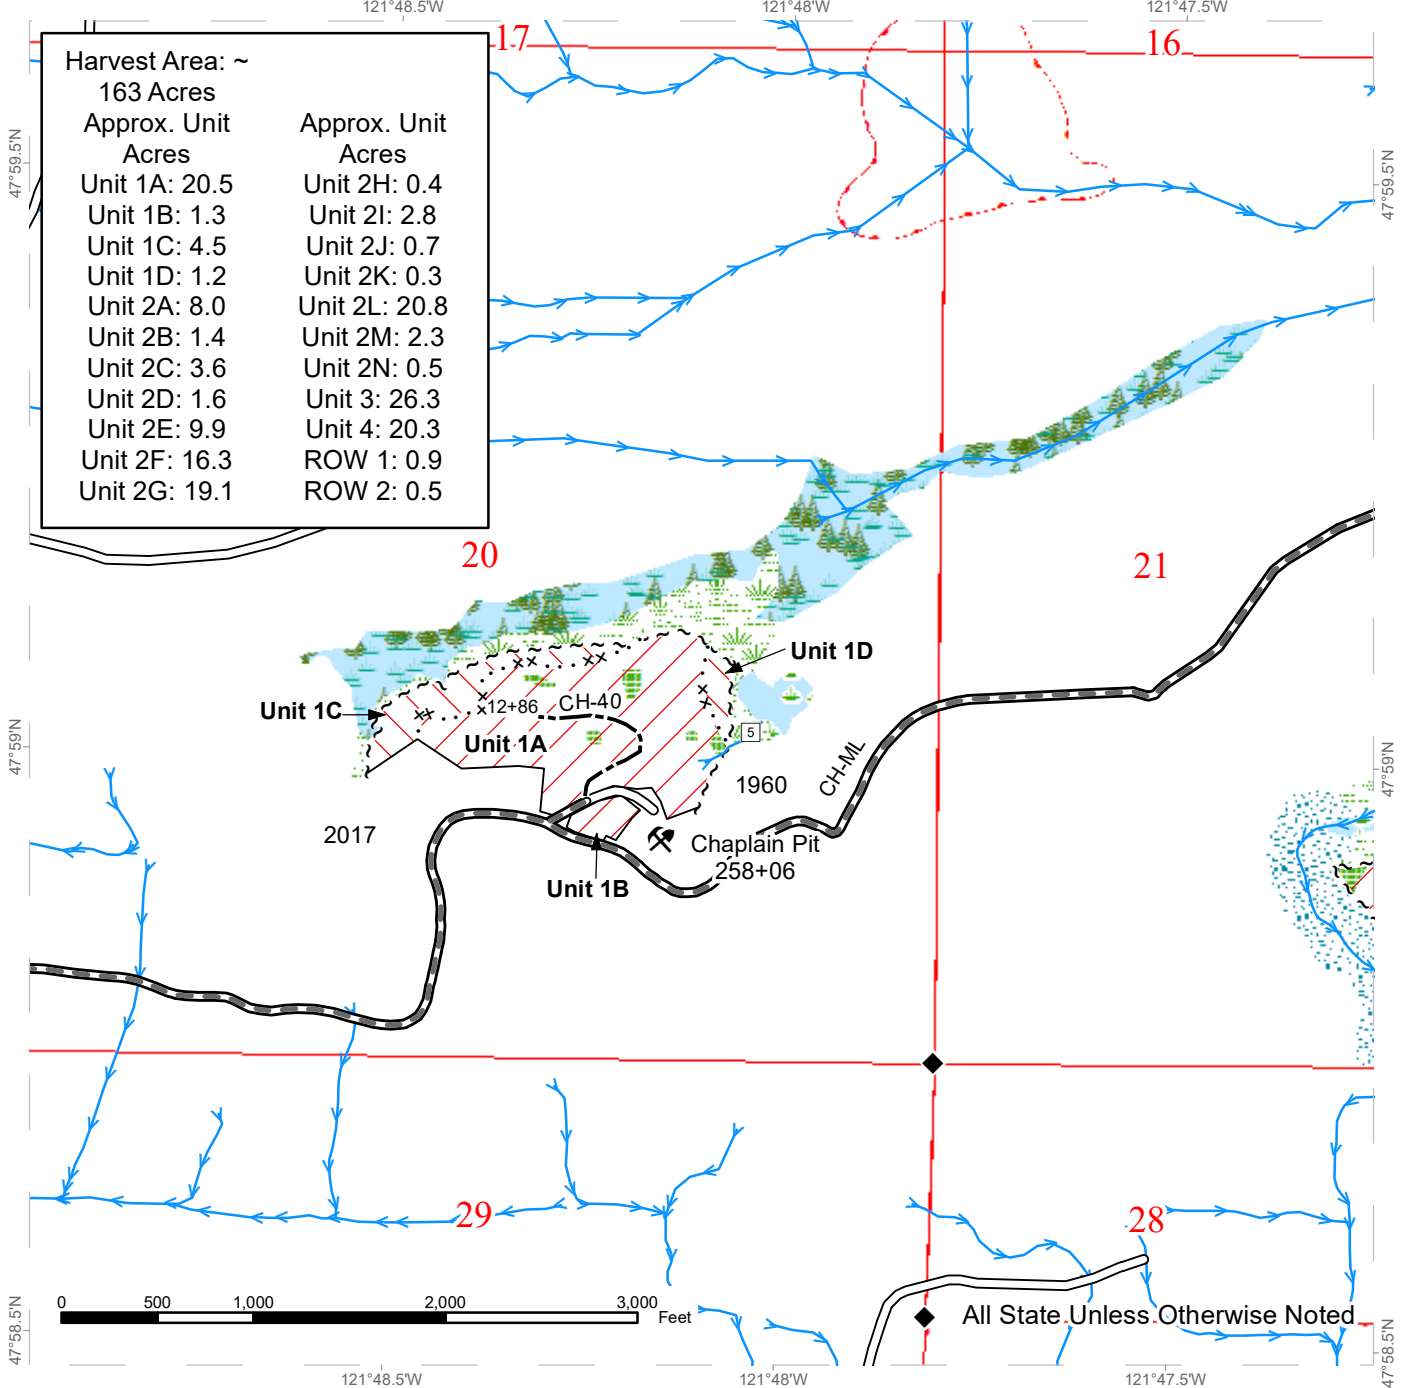 121°48.5'W
121°48'W
121°47.5'W
17
16
Harvest Area: ~
163 Acres
Approx. Unit
Acres
Unit 1A: 20.5
Unit 1B: 1.3
Unit 1C: 4.5
Unit 1D: 1.2
Unit 2A: 8.0
Unit 2B: 1.4
Unit 2C: 3.6
Unit 2D: 1.6
Unit 2E: 9.9
Unit 2F: 16.3
Unit 2G: 19.1
Approx. Unit
Acres
Unit 2H: 0.4
Unit 2I: 2.8
Unit 2J: 0.7
Unit 2K: 0.3
Unit 2L: 20.8
Unit 2M: 2.3
Unit 2N: 0.5
Unit 3: 26.3
Unit 4: 20.3
ROW 1: 0.9
ROW 2: 0.5
47°59.5'N
47°59.5'N
20
21
Unit 1D
Unit 1C
12+86
CH-40
Unit 1A
5
47°59'N
47°59'N
CH-ML
1960
2017
Chaplain Pit
258+06
Unit 1B
29
28
0
500
1,000
2,000
3,000
Feet
All State Unless Otherwise Noted
47°58.5'N
47°58.5'N
121°48.5'W
121°48'W
121°47.5'W